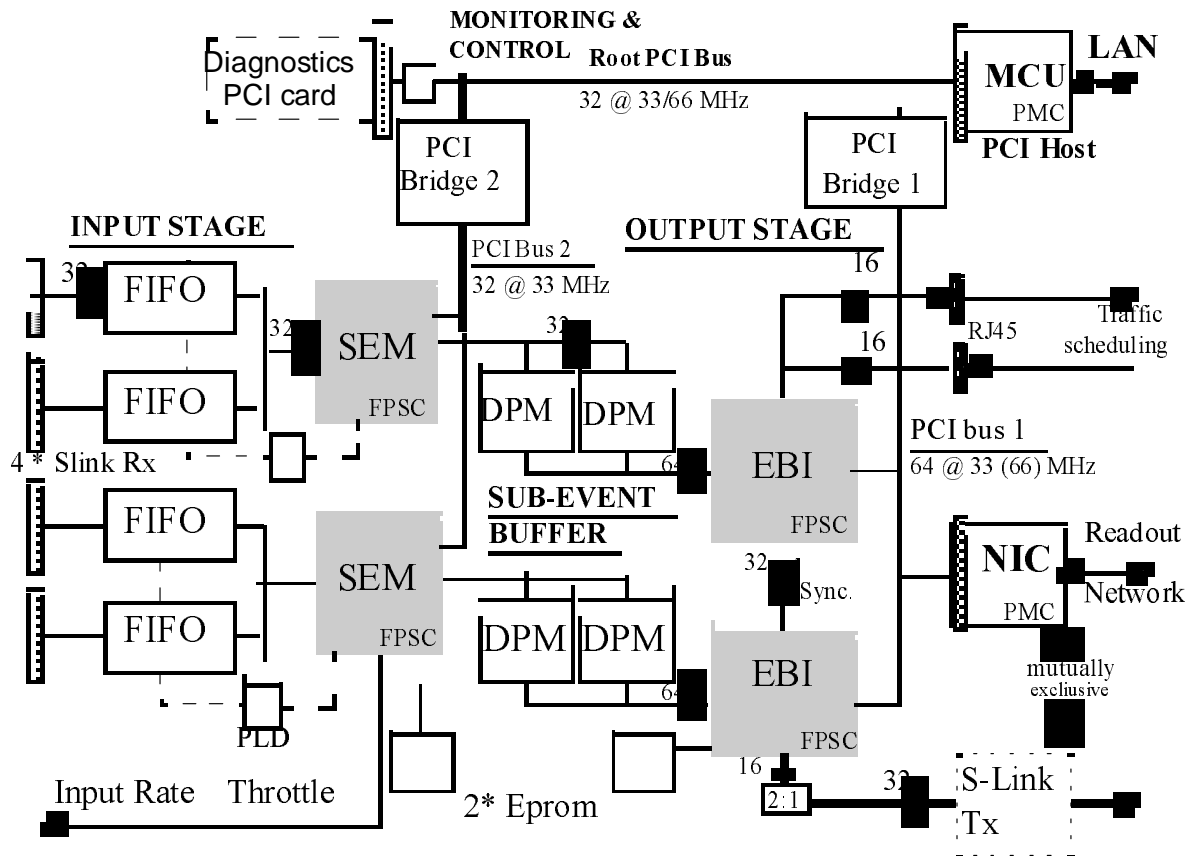 MONITORING &
CONTROL
Diagnostics
PCI card
Root PCI Bus
32 @ 33/66 MHz
MCU
PMC
LAN
PCI Host
PCI
Bridge 2
PCI
Bridge 1
INPUT STAGE
OUTPUT STAGE
PCI Bus 2
32 @ 33 MHz
16
32
FIFO
32
SEM
FPSC
32
16
RJ45
Traffic
scheduling
FIFO
DPM
DPM
4 * Slink Rx
64
EBI
FPSC
PCI bus 1
64 @ 33 (66) MHz
SUB-EVENT
BUFFER
FIFO
SEM
FPSC
32
Sync.
NIC
PMC
Readout
Network
FIFO
DPM
DPM
64
EBI
FPSC
mutually
excliusive
PLD
16
2:1
32
S-Link
Tx
Input Rate Throttle
2* Eprom